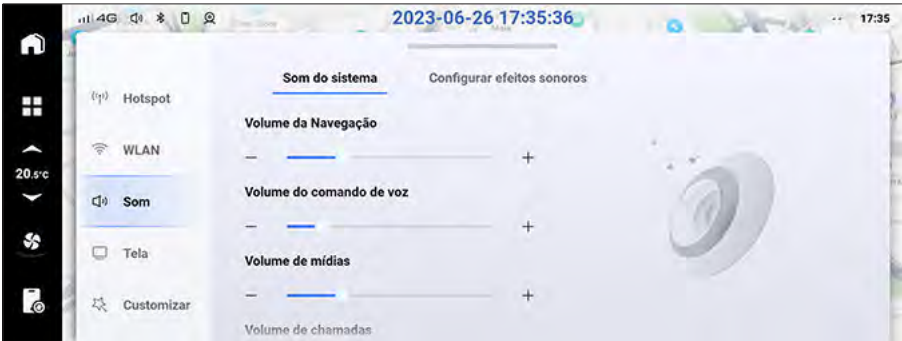 4G 2023-06-26 17:35:36 17:35
Som do sistema Configurar efeitos sonoros
Hotspot
Volume da Navegação
WLAN
− +
20.5°C
Volume do comando de voz
Som
− +
Tela
Volume de mídias
− +
Customizar
Volume de chamadas